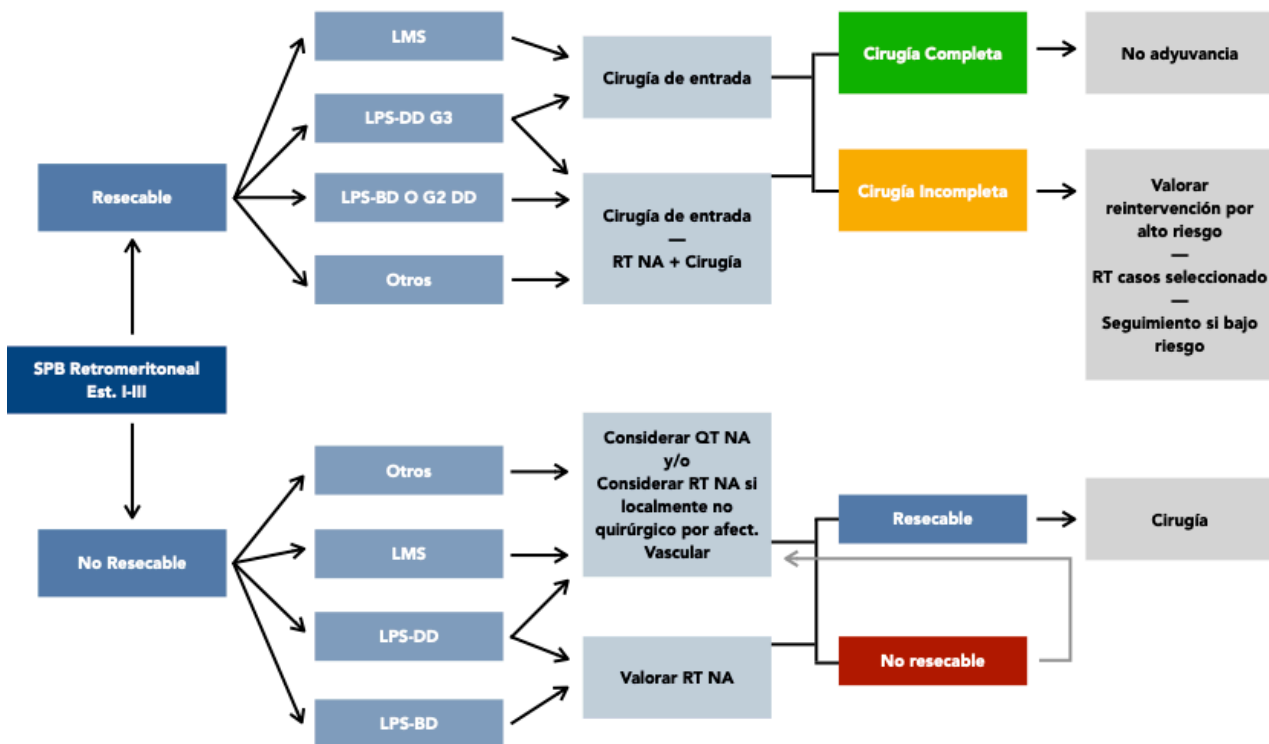 LMS
LPS-DD G3
LPS-BD O G2 DD
Otros
Resecable
Cirugía de entrada
Cirugía de entrada
—
RT NA + Cirugía
Cirugía Completa
No adyuvancia
Cirugía Incompleta
Valorar
reintervención por
alto riesgo
—
RT casos seleccionado
—
Seguimiento si bajo
riesgo
SPB Retromeritoneal
Est. I-III
No Resecable
Otros
LMS
LPS-DD
LPS-BD
Considerar QT NA
y/o
Considerar RT NA si
localmente no
quirúrgico por afect.
Vascular
Valorar RT NA
Resecable
Cirugía
No resecable